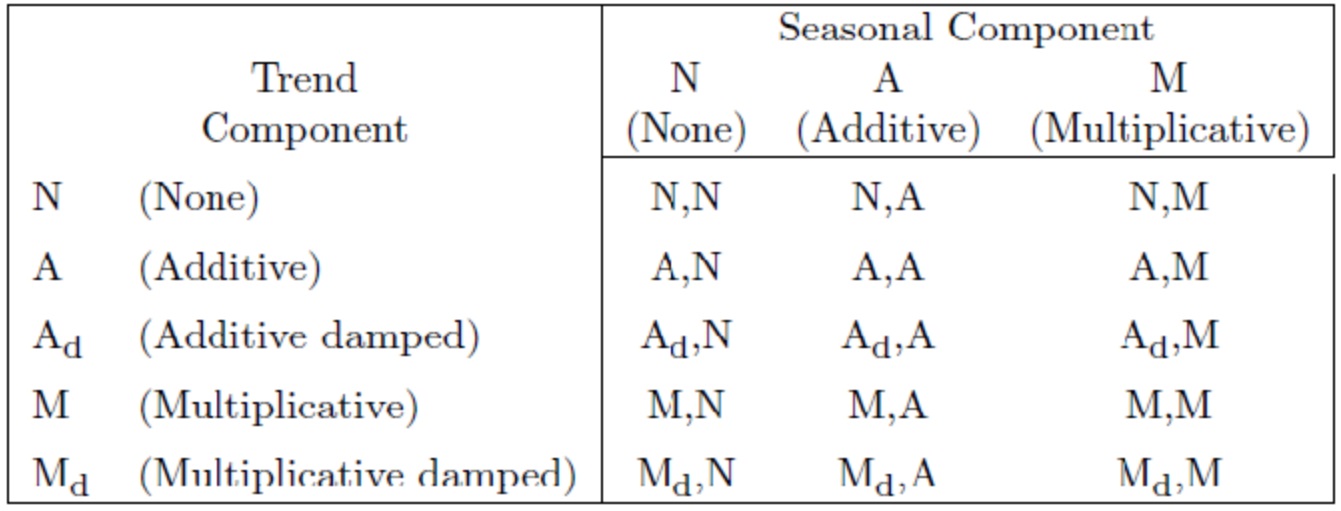 Seasonal Component
Trend N A M
Component (None) (Additive) (Multiplicative)
N (None) N,N N,A N,M
A (Additive) A,N A,A A,M
A_d (Additive damped) A_d,N A_d,A A_d,M
M (Multiplicative) M,N M,A M,M
M_d (Multiplicative damped) M_d,N M_d,A M_d,M